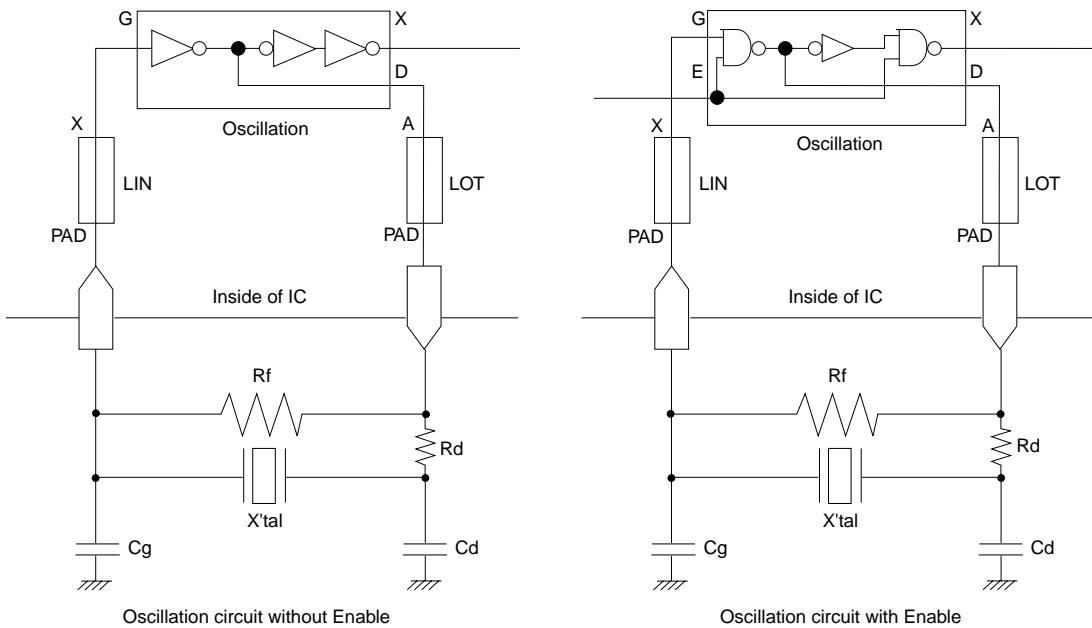 G
X
D
Oscillation
X
A
LIN
LOT
PAD
PAD
Inside of IC
Rf
Rd
X'tal
Cg
Cd
Oscillation circuit without Enable
G
X
E
D
Oscillation
X
A
LIN
LOT
PAD
PAD
Inside of IC
Rf
Rd
X'tal
Cg
Cd
Oscillation circuit with Enable